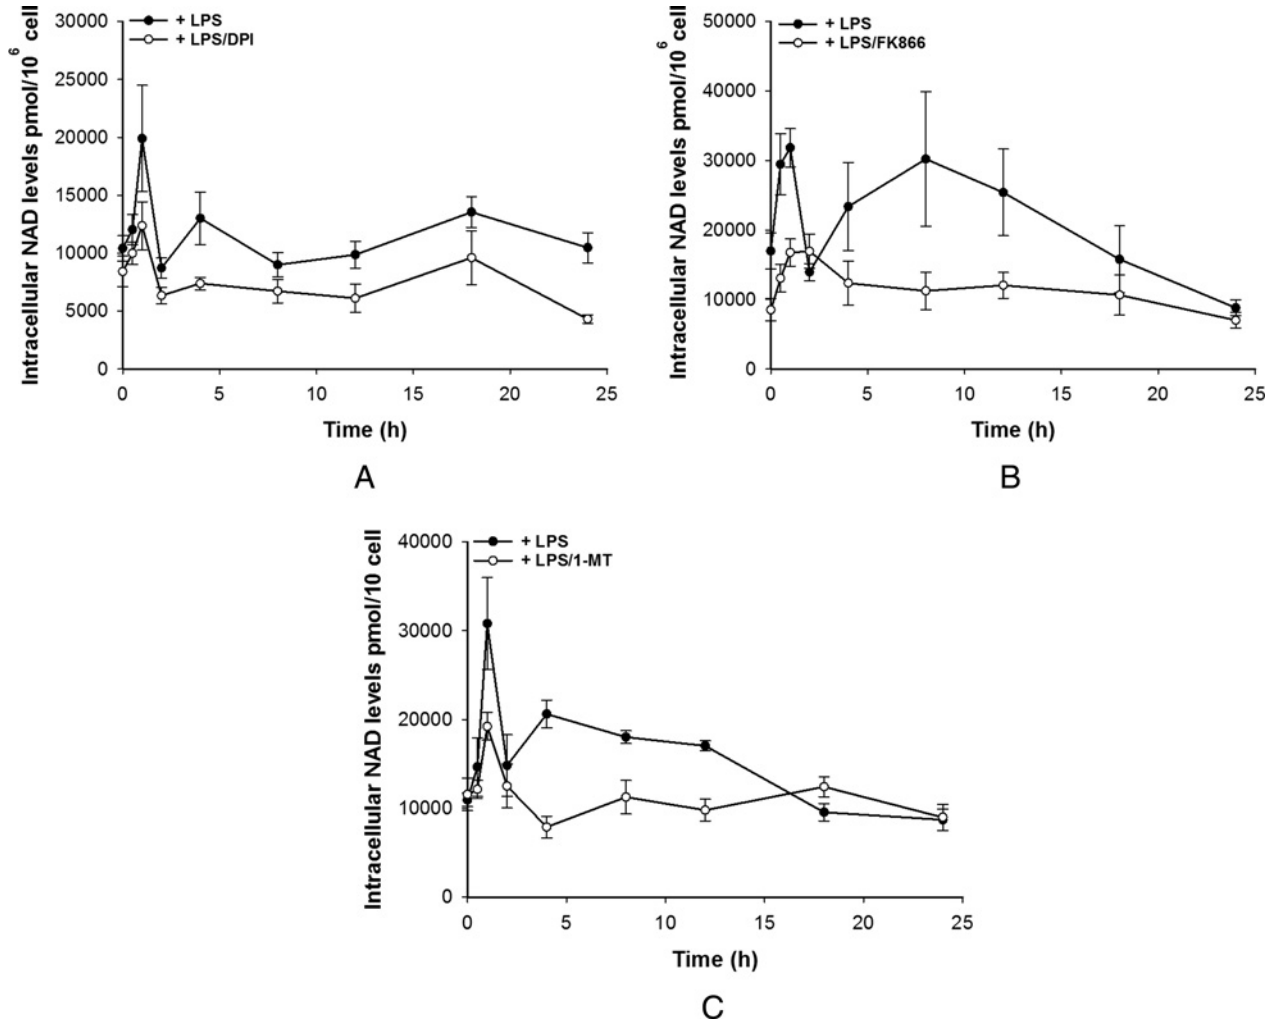 + LPS
+ LPS/DPI
Intracellular NAD levels pmol/10⁶ cell
30000
25000
20000
15000
10000
5000
0
0 5 10 15 20 25
Time (h)
A
+ LPS
+ LPS/FK866
Intracellular NAD levels pmol/10⁶ cell
50000
40000
30000
20000
10000
0
0 5 10 15 20 25
Time (h)
B
+ LPS
+ LPS/1-MT
Intracellular NAD levels pmol/10 cell
40000
30000
20000
10000
0
0 5 10 15 20 25
Time (h)
C